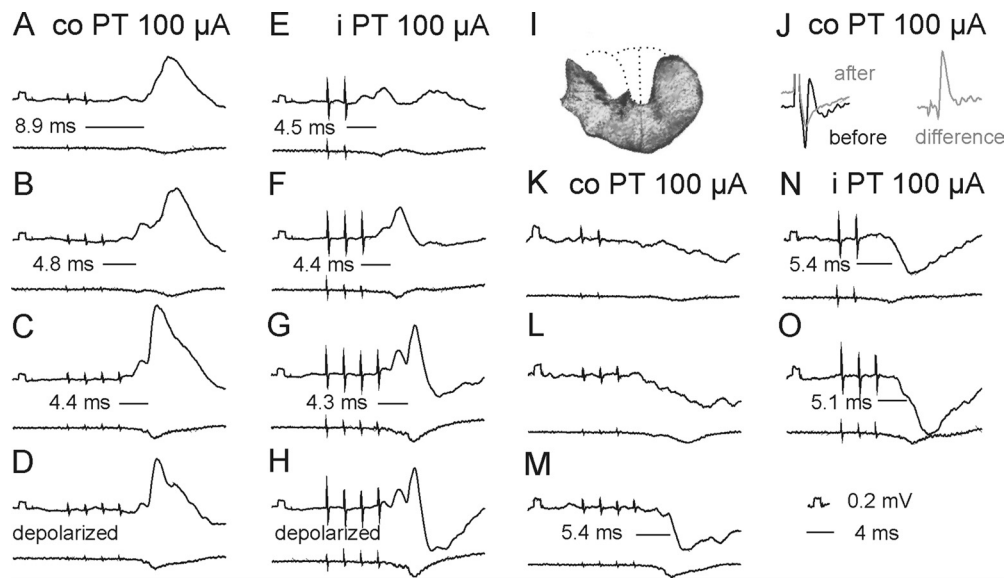 A co PT 100 µA
8.9 ms
B
4.8 ms
C
4.4 ms
D
depolarized
E i PT 100 µA
4.5 ms
F
4.4 ms
G
4.3 ms
H
depolarized
I
J co PT 100 µA
after
before
difference
K co PT 100 µA
L
M
5.4 ms
N i PT 100 µA
5.4 ms
O
5.1 ms
0.2 mV
4 ms